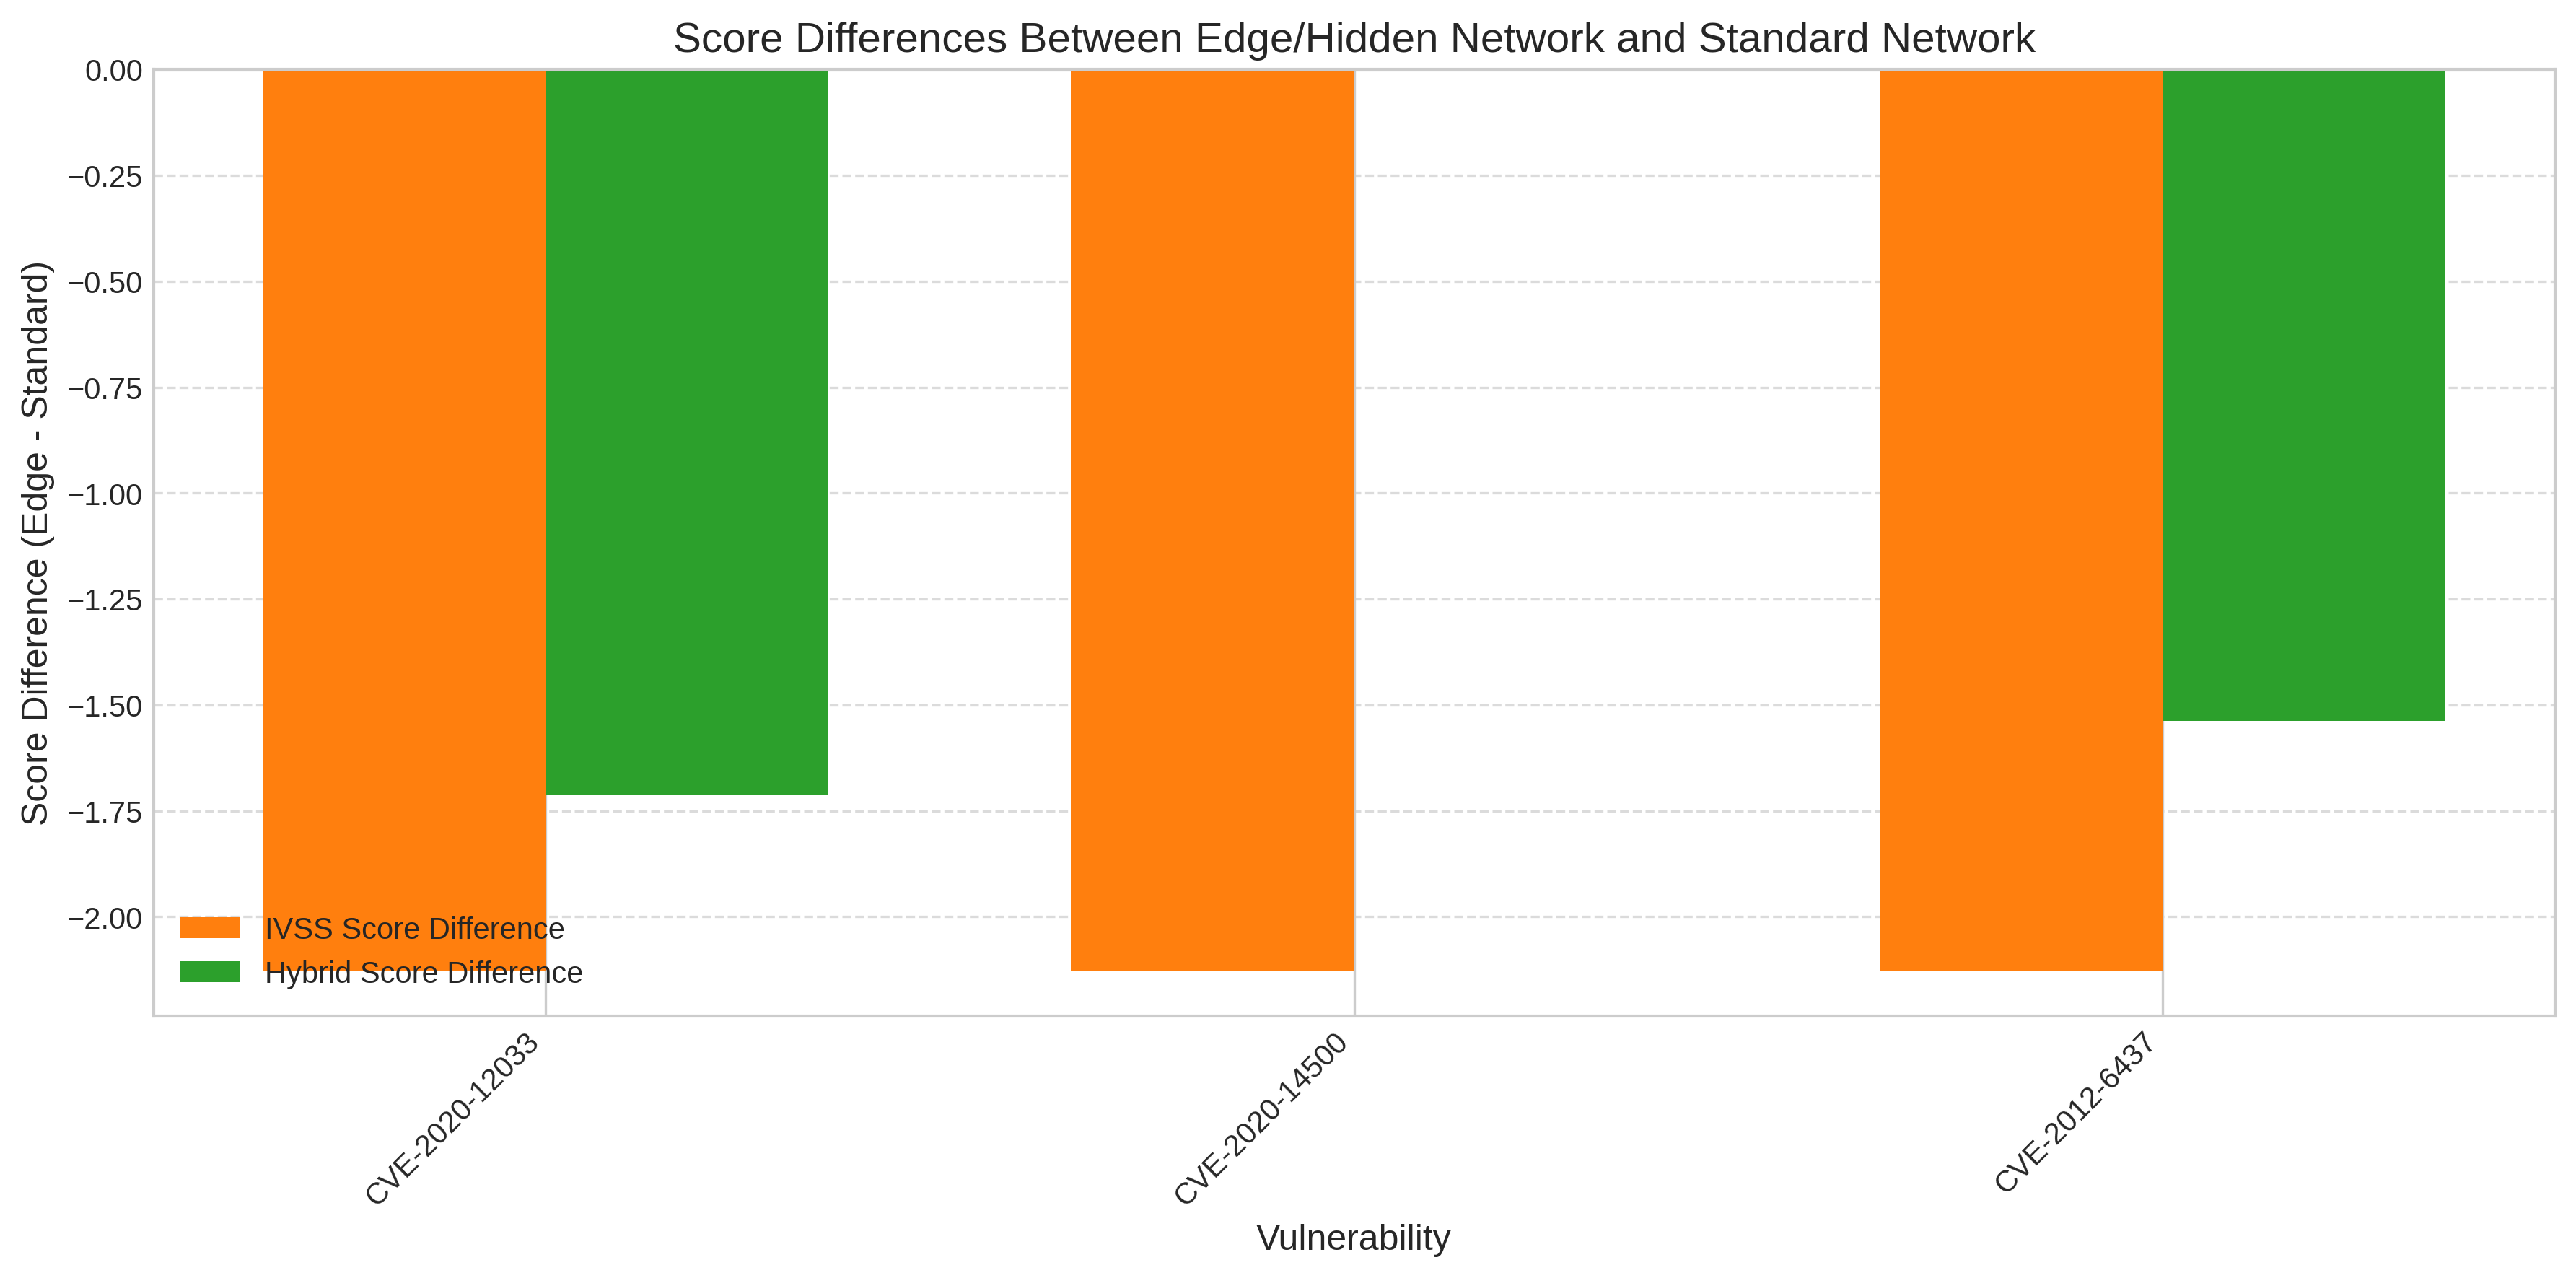 Score Differences Between Edge/Hidden Network and Standard Network
Score Difference (Edge - Standard)
0.00
−0.25
−0.50
−0.75
−1.00
−1.25
−1.50
−1.75
−2.00
IVSS Score Difference
Hybrid Score Difference
CVE-2020-12033
CVE-2020-14500
CVE-2012-6437
Vulnerability